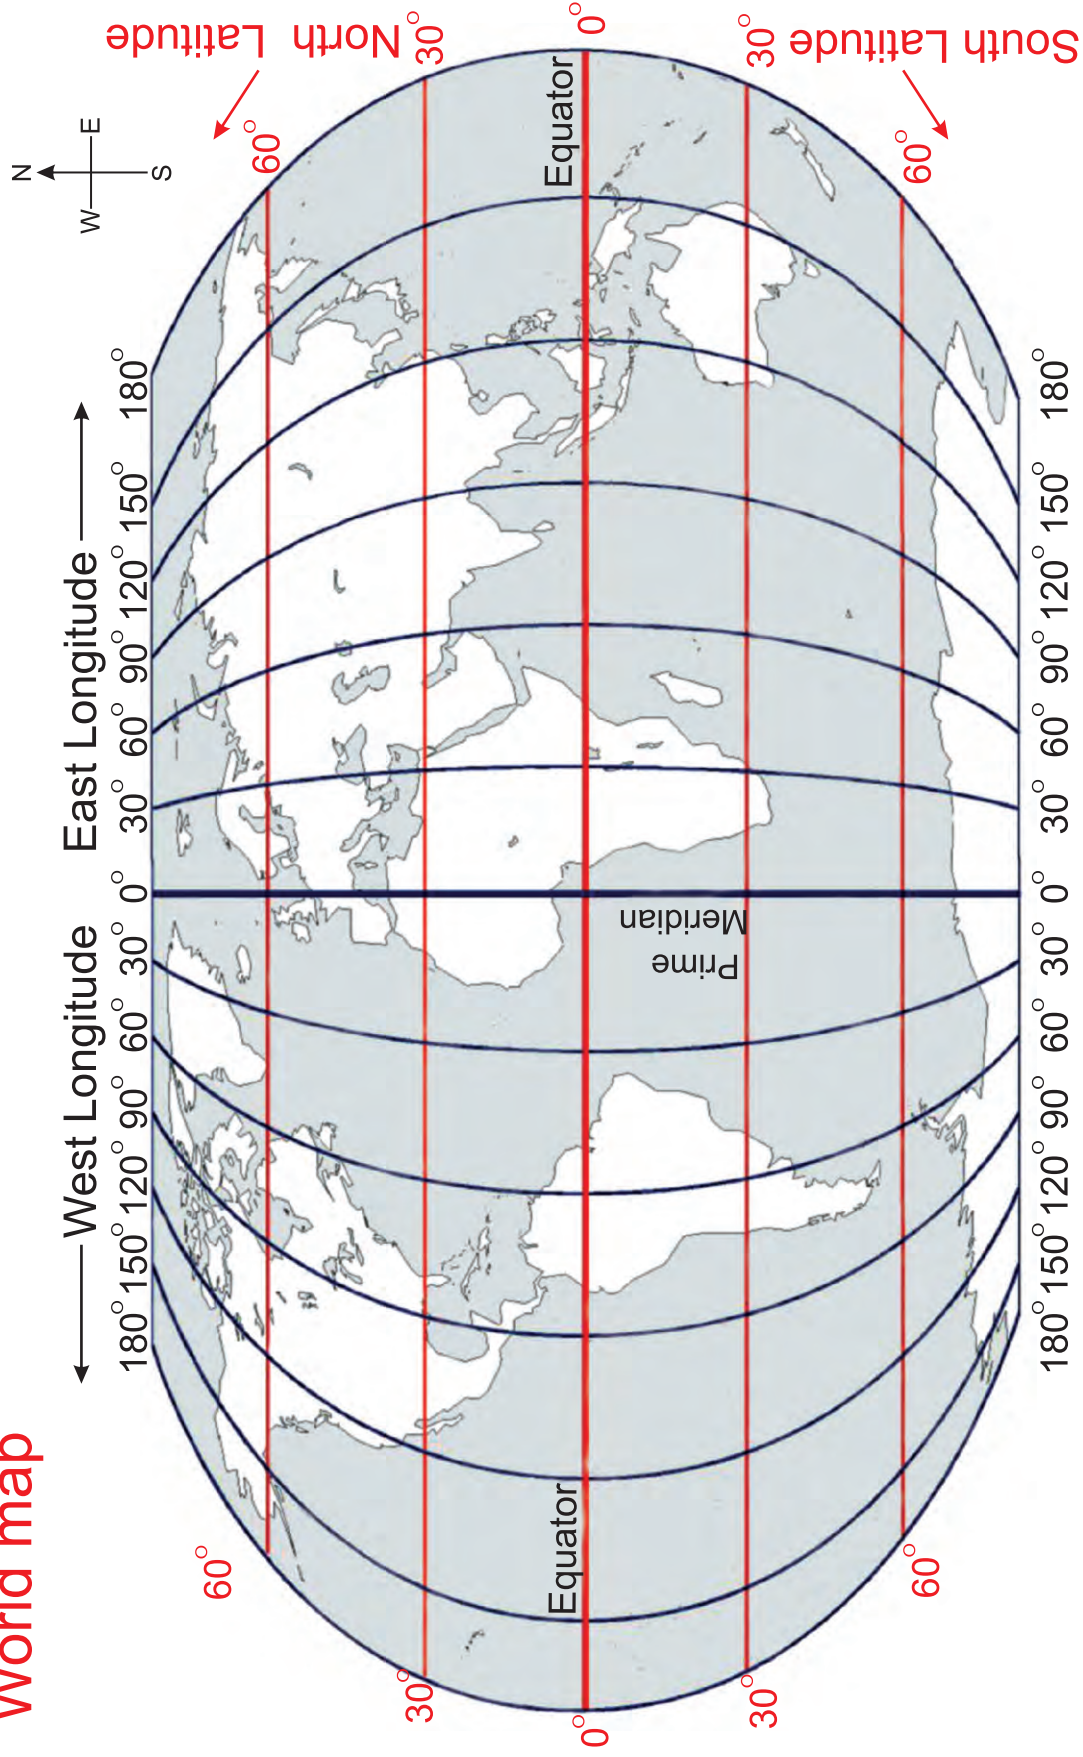 World map
N
W E
S
West Longitude East Longitude
180° 150° 120° 90° 60° 30° 0° 30° 60° 90° 120° 150° 180°
North
Latitude
60° 60°
30° 30°
Equator Equator
0° 0°
Prime
Meridian
30° 30°
South Latitude
60° 60°
180° 150° 120° 90° 60° 30° 0° 30° 60° 90° 120° 150° 180°